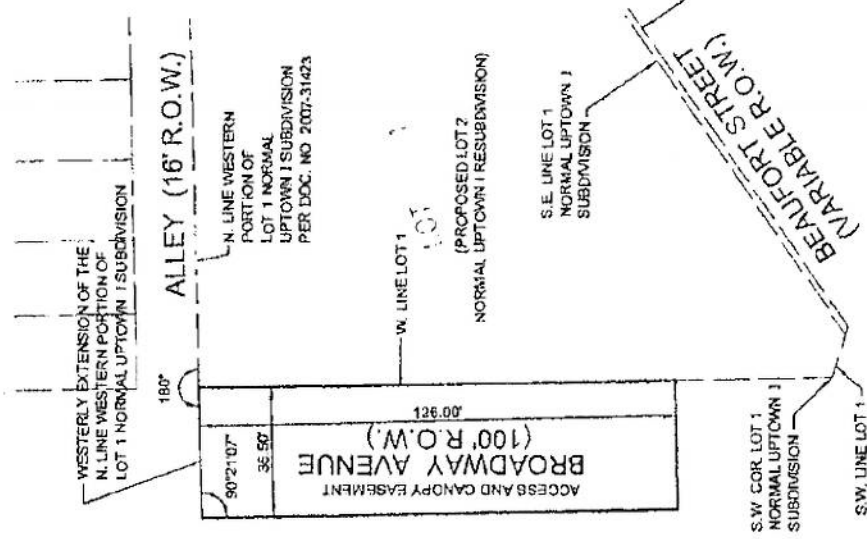 WESTERLY EXTENSION OF THE
N. LINE WESTERN PORTION OF
LOT 1 NORMAL UPTOWN I SUBDIVISION
ALLEY (16' R.O.W.)
180°
N. LINE WESTERN
PORTION OF
LOT 1 NORMAL
UPTOWN I SUBDIVISION
PER DOC. NO 2007-31423
90°21'07"
36.50'
126.00'
BROADWAY AVENUE
(100' R.O.W.)
ACCESS AND CANOPY EASEMENT
W. LINE LOT 1
LOT
(PROPOSED LOT 2
NORMAL UPTOWN I RESUBDIVISION)
S.E. LINE LOT 1
NORMAL UPTOWN I
SUBDIVISION
BEAUFORT STREET
(VARIABLE R.O.W.)
S.W COR. LOT 1
NORMAL UPTOWN I
SUBDIVISION
S.W. LINE LOT 1